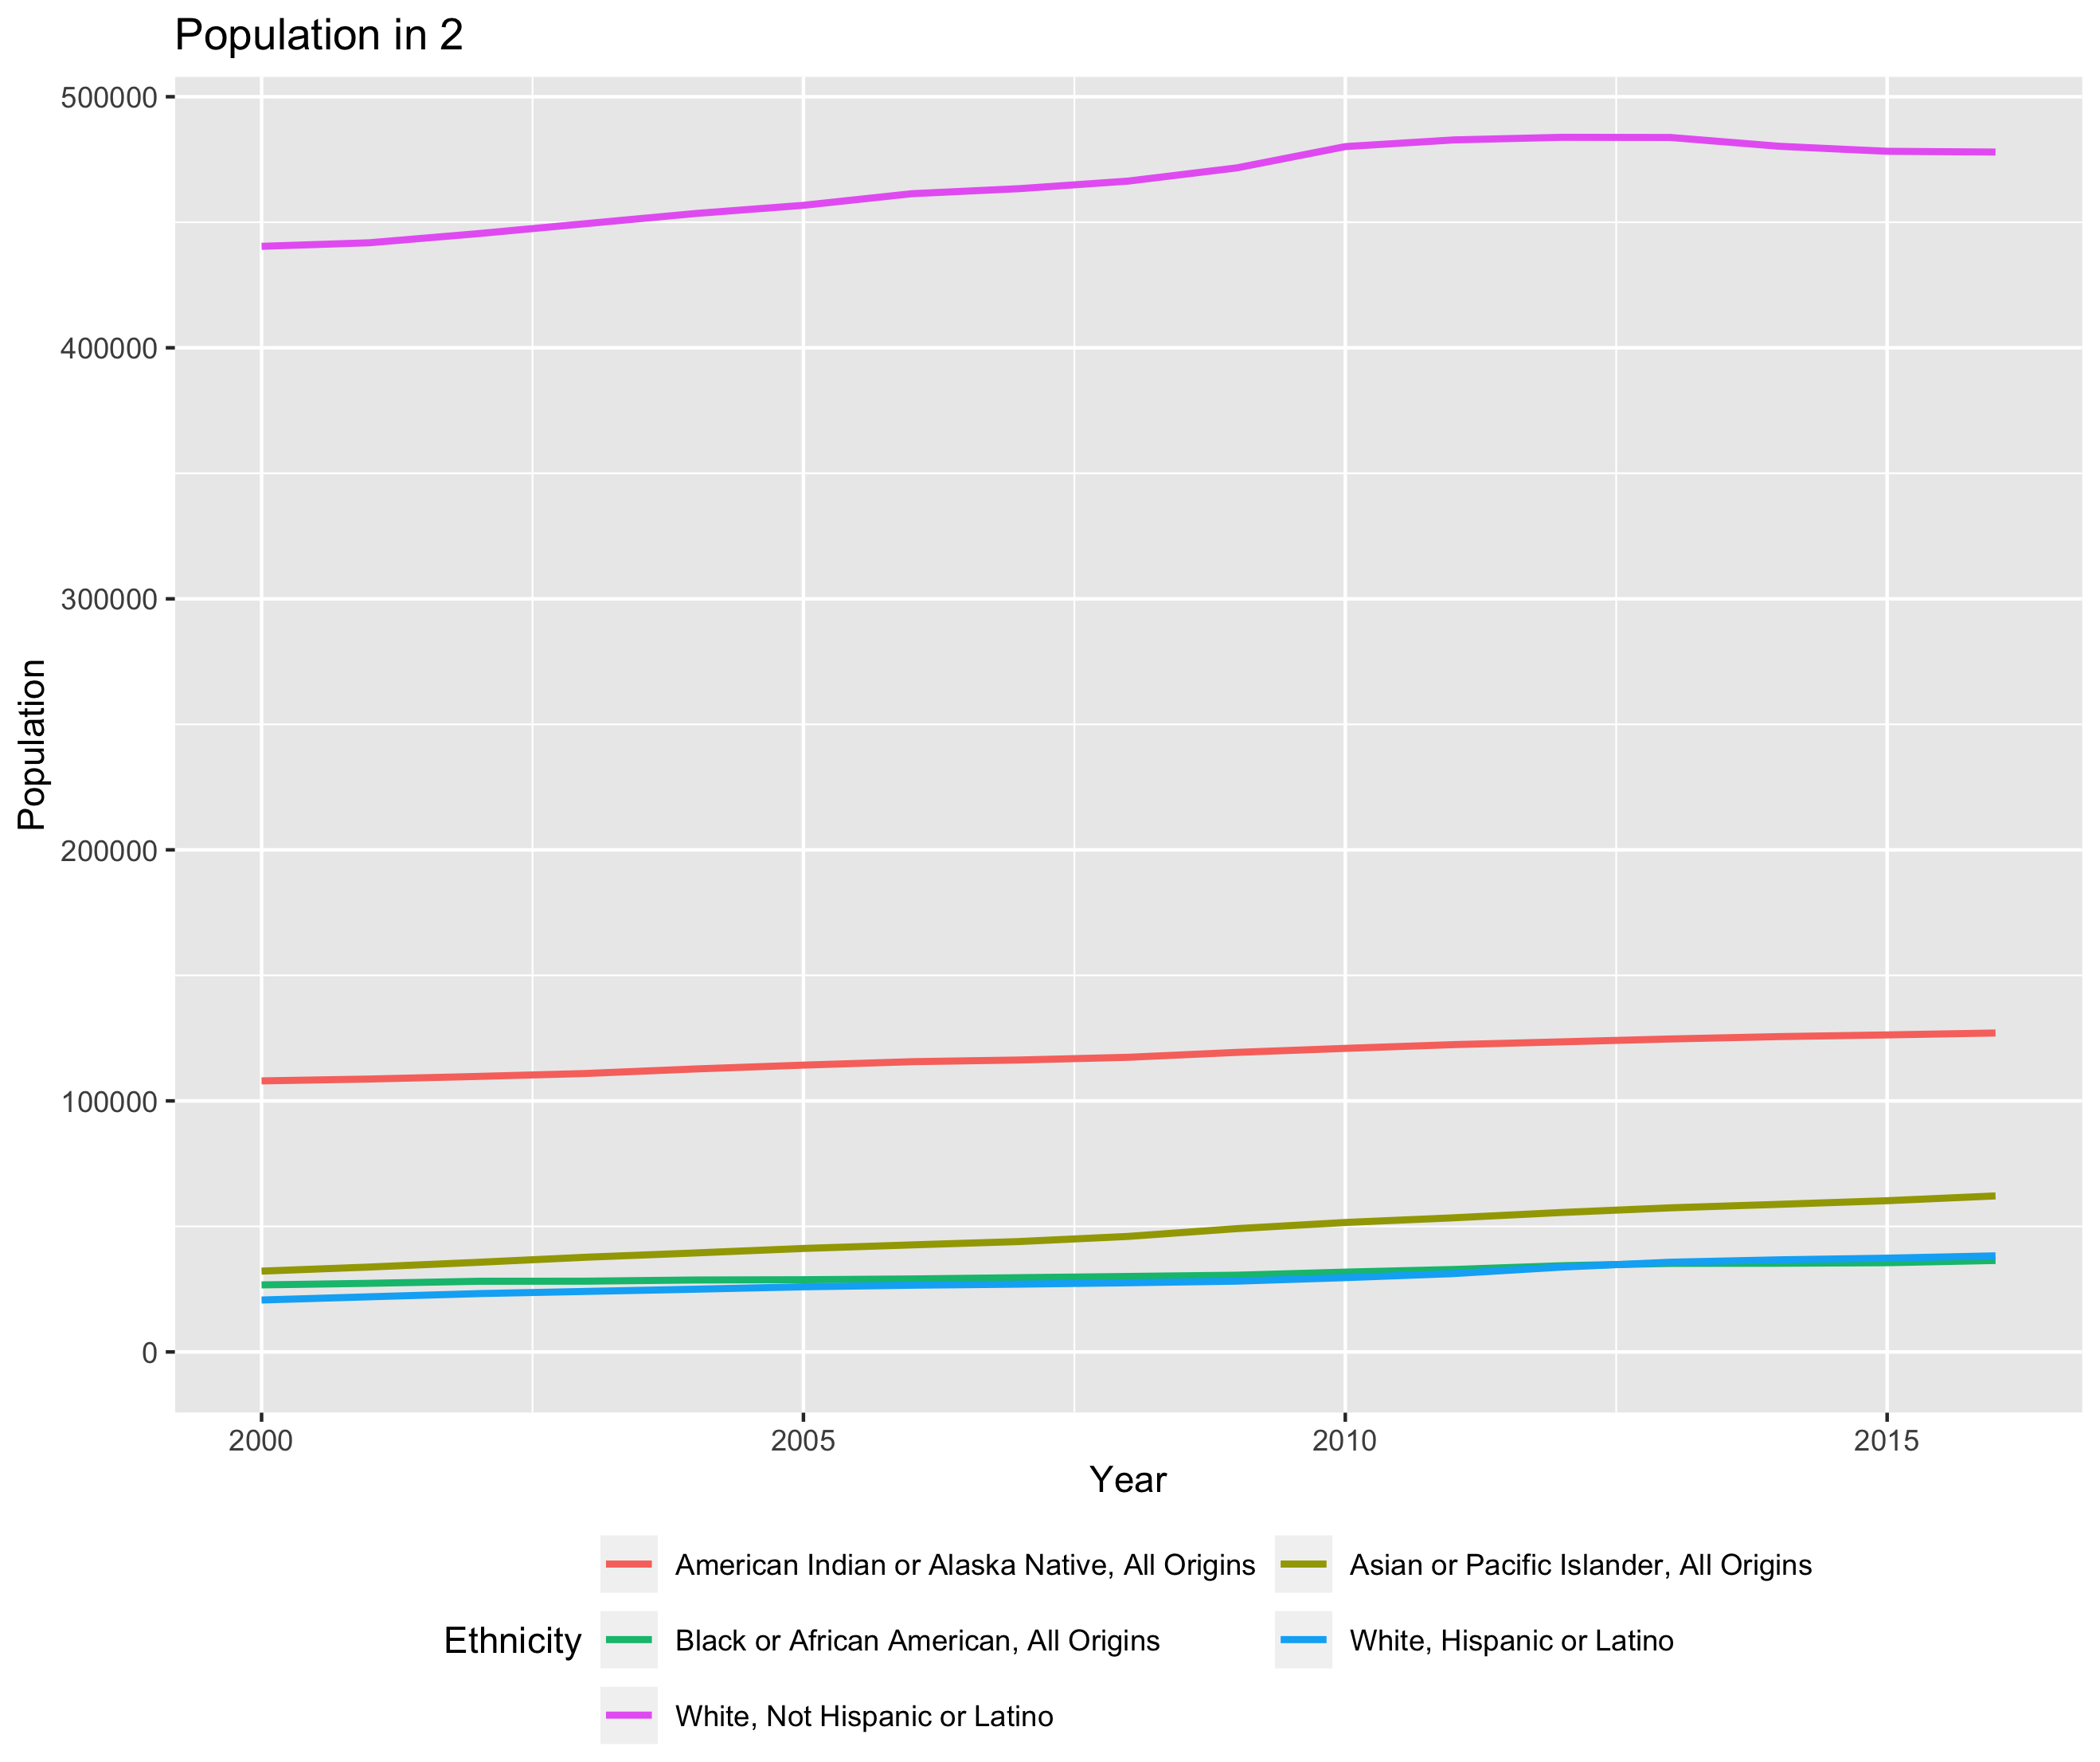 Population in 2
500000
400000
300000
200000
100000
0
Population
2000 2005 2010 2015
Year
Ethnicity
American Indian or Alaska Native, All Origins
Asian or Pacific Islander, All Origins
Black or African American, All Origins
White, Hispanic or Latino
White, Not Hispanic or Latino